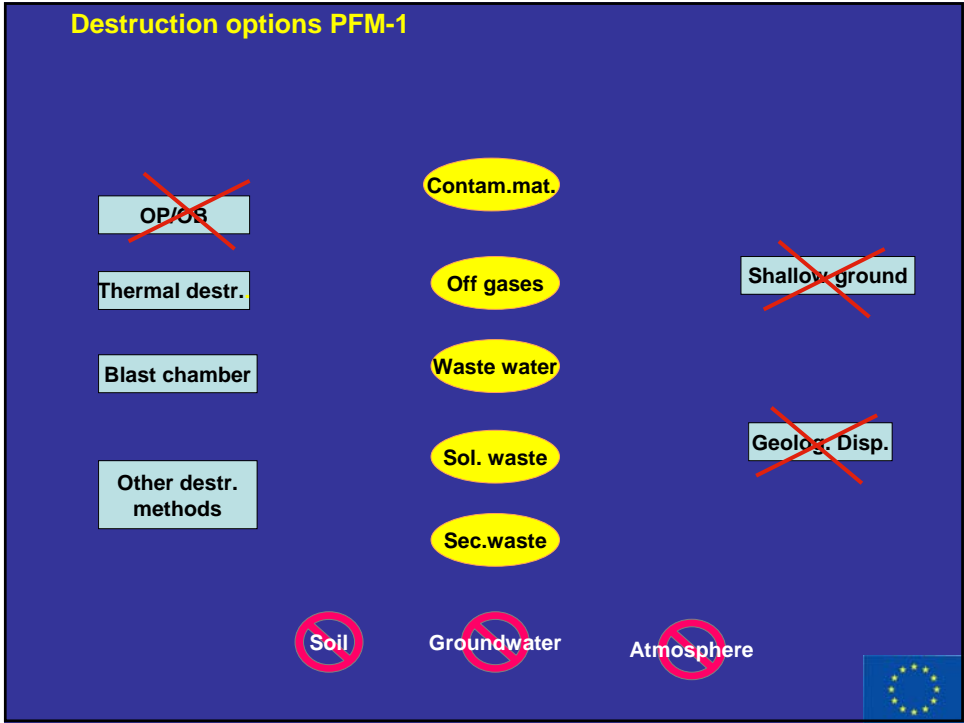 Destruction options PFM-1
OP/OB
Thermal destr..
Blast chamber
Other destr.
methods
Contam.mat.
Off gases
Waste water
Sol. waste
Sec.waste
Shallow ground
Geolog. Disp.
Soil
Groundwater
Atmosphere